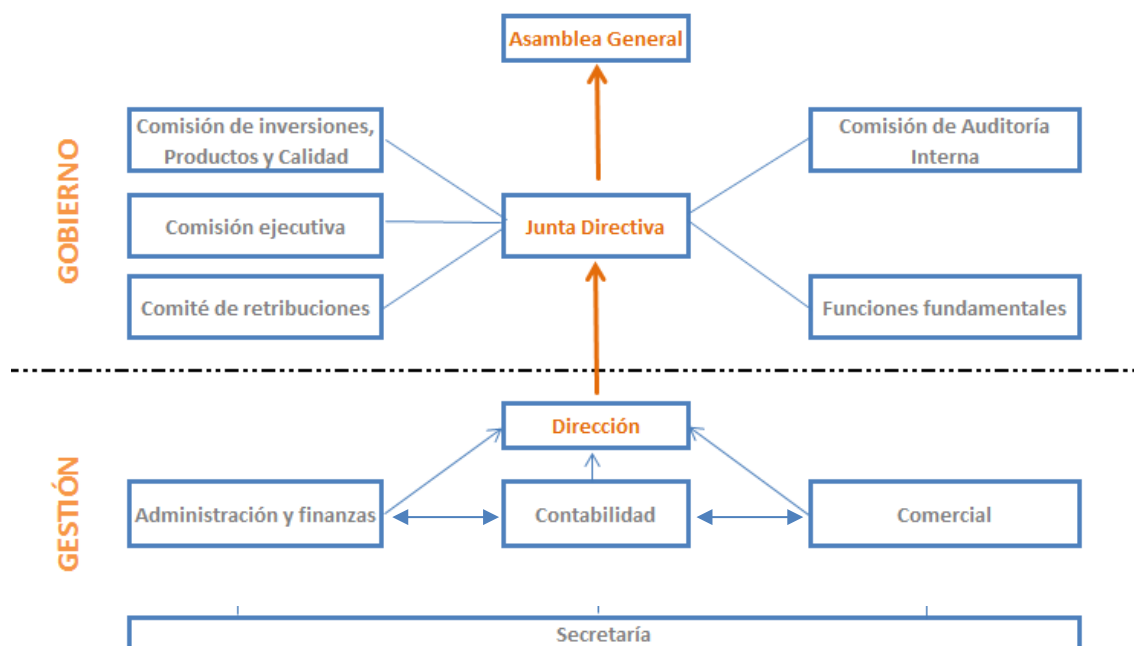 Asamblea General
GOBIERNO
Comisión de inversiones,
Productos y Calidad
Comisión de Auditoría
Interna
Comisión ejecutiva
Junta Directiva
Comité de retribuciones
Funciones fundamentales
GESTIÓN
Dirección
Administración y finanzas
Contabilidad
Comercial
Secretaría